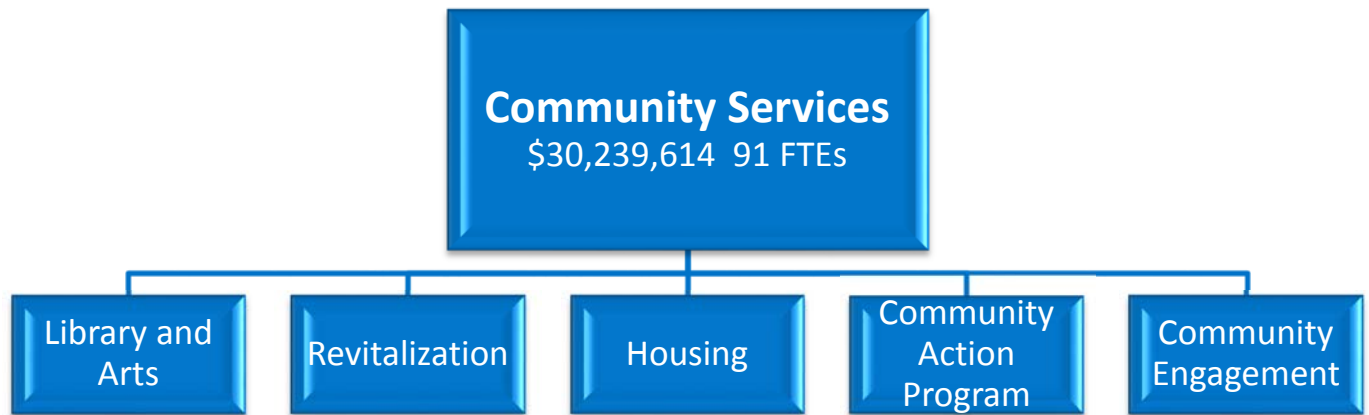 Community Services
$30,239,614 91 FTEs
Library and
Arts
Revitalization
Housing
Community
Action
Program
Community
Engagement